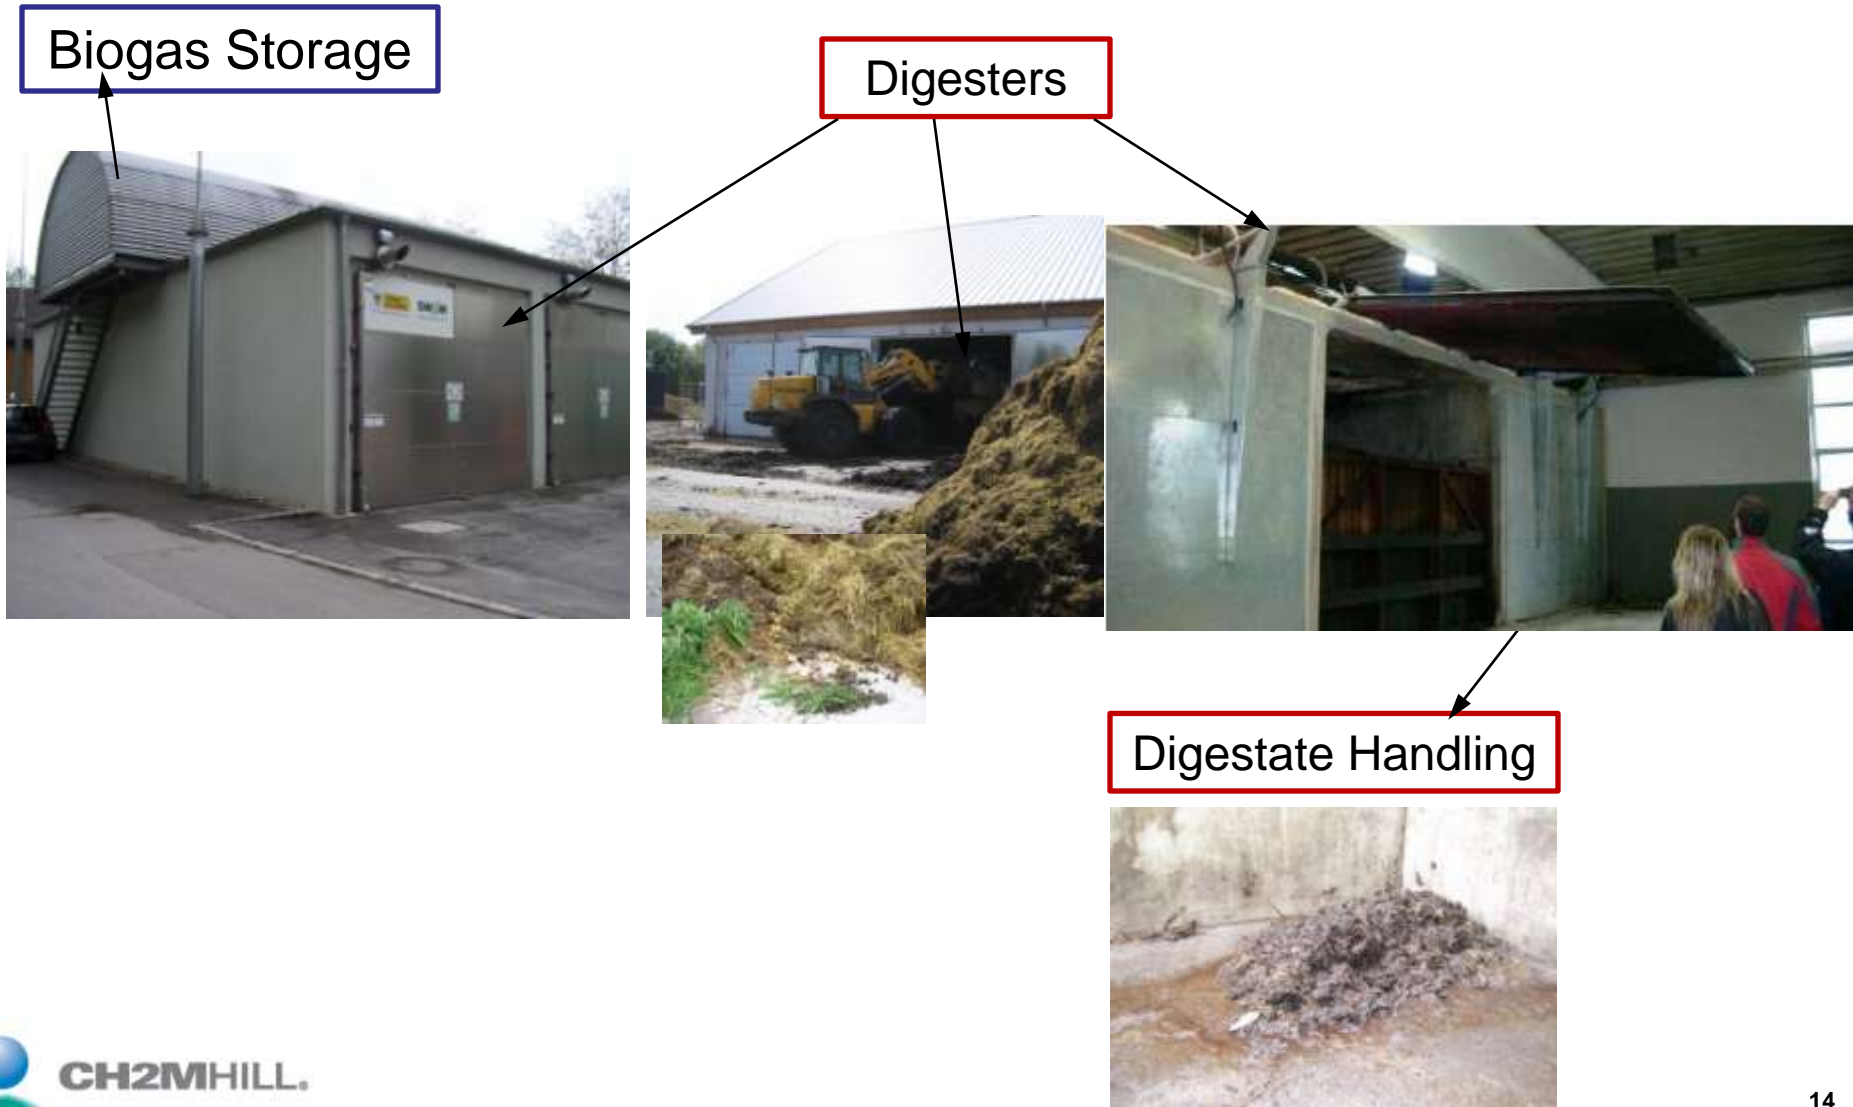 Biogas Storage
Digesters
Digestate Handling
CH2MHILL.
14